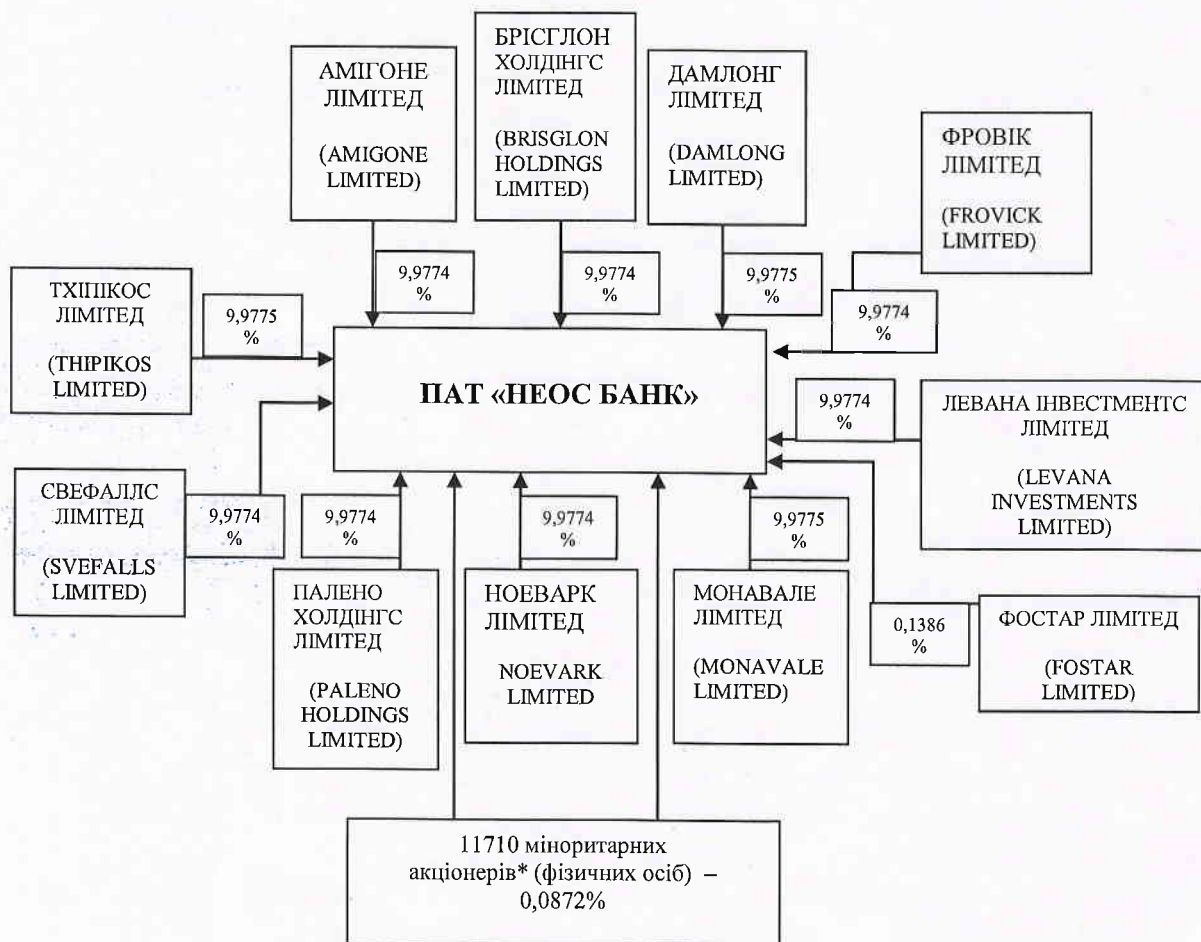 АМІГОНЕ
ЛІМІТЕД
(AMIGONE
LIMITED)
БРІСГЛОН
ХОЛДІНГС
ЛІМІТЕД
(BRISGLON
HOLDINGS
LIMITED)
ДАМЛОНГ
ЛІМІТЕД
(DAMLONG
LIMITED)
ФРОВІК
ЛІМІТЕД
(FROVICK
LIMITED)
9,9774
%
9,9774
%
9,9775
%
9,9774
%
ТХІПІКОС
ЛІМІТЕД
(THIPIKOS
LIMITED)
9,9775
%
ПАТ «НЕОС БАНК»
9,9774
%
ЛЕВАНА ІНВЕСТМЕНТС
ЛІМІТЕД
(LEVANA
INVESTMENTS
LIMITED)
СВЕФАЛЛС
ЛІМІТЕД
(SVEFALLS
LIMITED)
9,9774
%
9,9774
%
9,9774
%
9,9775
%
ПАЛЕНО
ХОЛДІНГС
ЛІМІТЕД
(PALENO
HOLDINGS
LIMITED)
НОЕВАРК
ЛІМІТЕД
NOEVARK
LIMITED
МОНАВАЛЕ
ЛІМІТЕД
(MONAVALE
LIMITED)
0,1386
%
ФОСТАР ЛІМІТЕД
(FOSTAR
LIMITED)
11710 міноритарних
акціонерів* (фізичних осіб) –
0,0872%